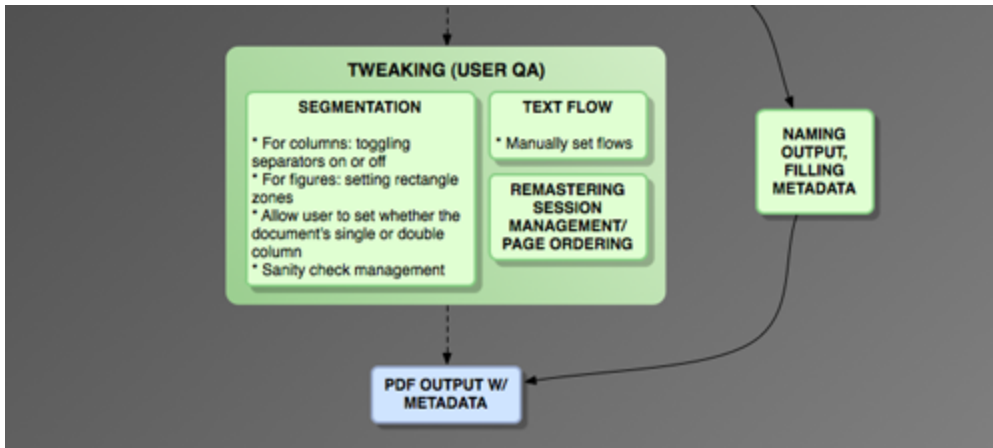 TWEAKING (USER QA)
SEGMENTATION
* For columns: toggling
separators on or off
* For figures: setting rectangle
zones
* Allow user to set whether the
document's single or double
column
* Sanity check management
TEXT FLOW
* Manually set flows
REMASTERING
SESSION
MANAGEMENT/
PAGE ORDERING
NAMING
OUTPUT,
FILLING
METADATA
PDF OUTPUT W/
METADATA